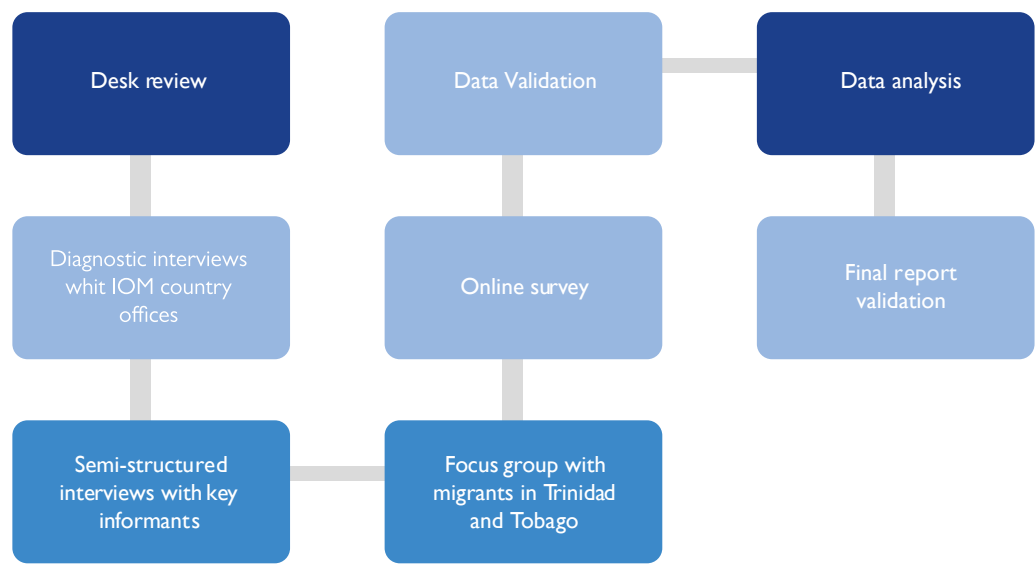 Desk review
Diagnostic interviews
whit IOM country
offices
Semi-structured
interviews with key
informants
Focus group with
migrants in Trinidad
and Tobago
Online survey
Data Validation
Data analysis
Final report
validation